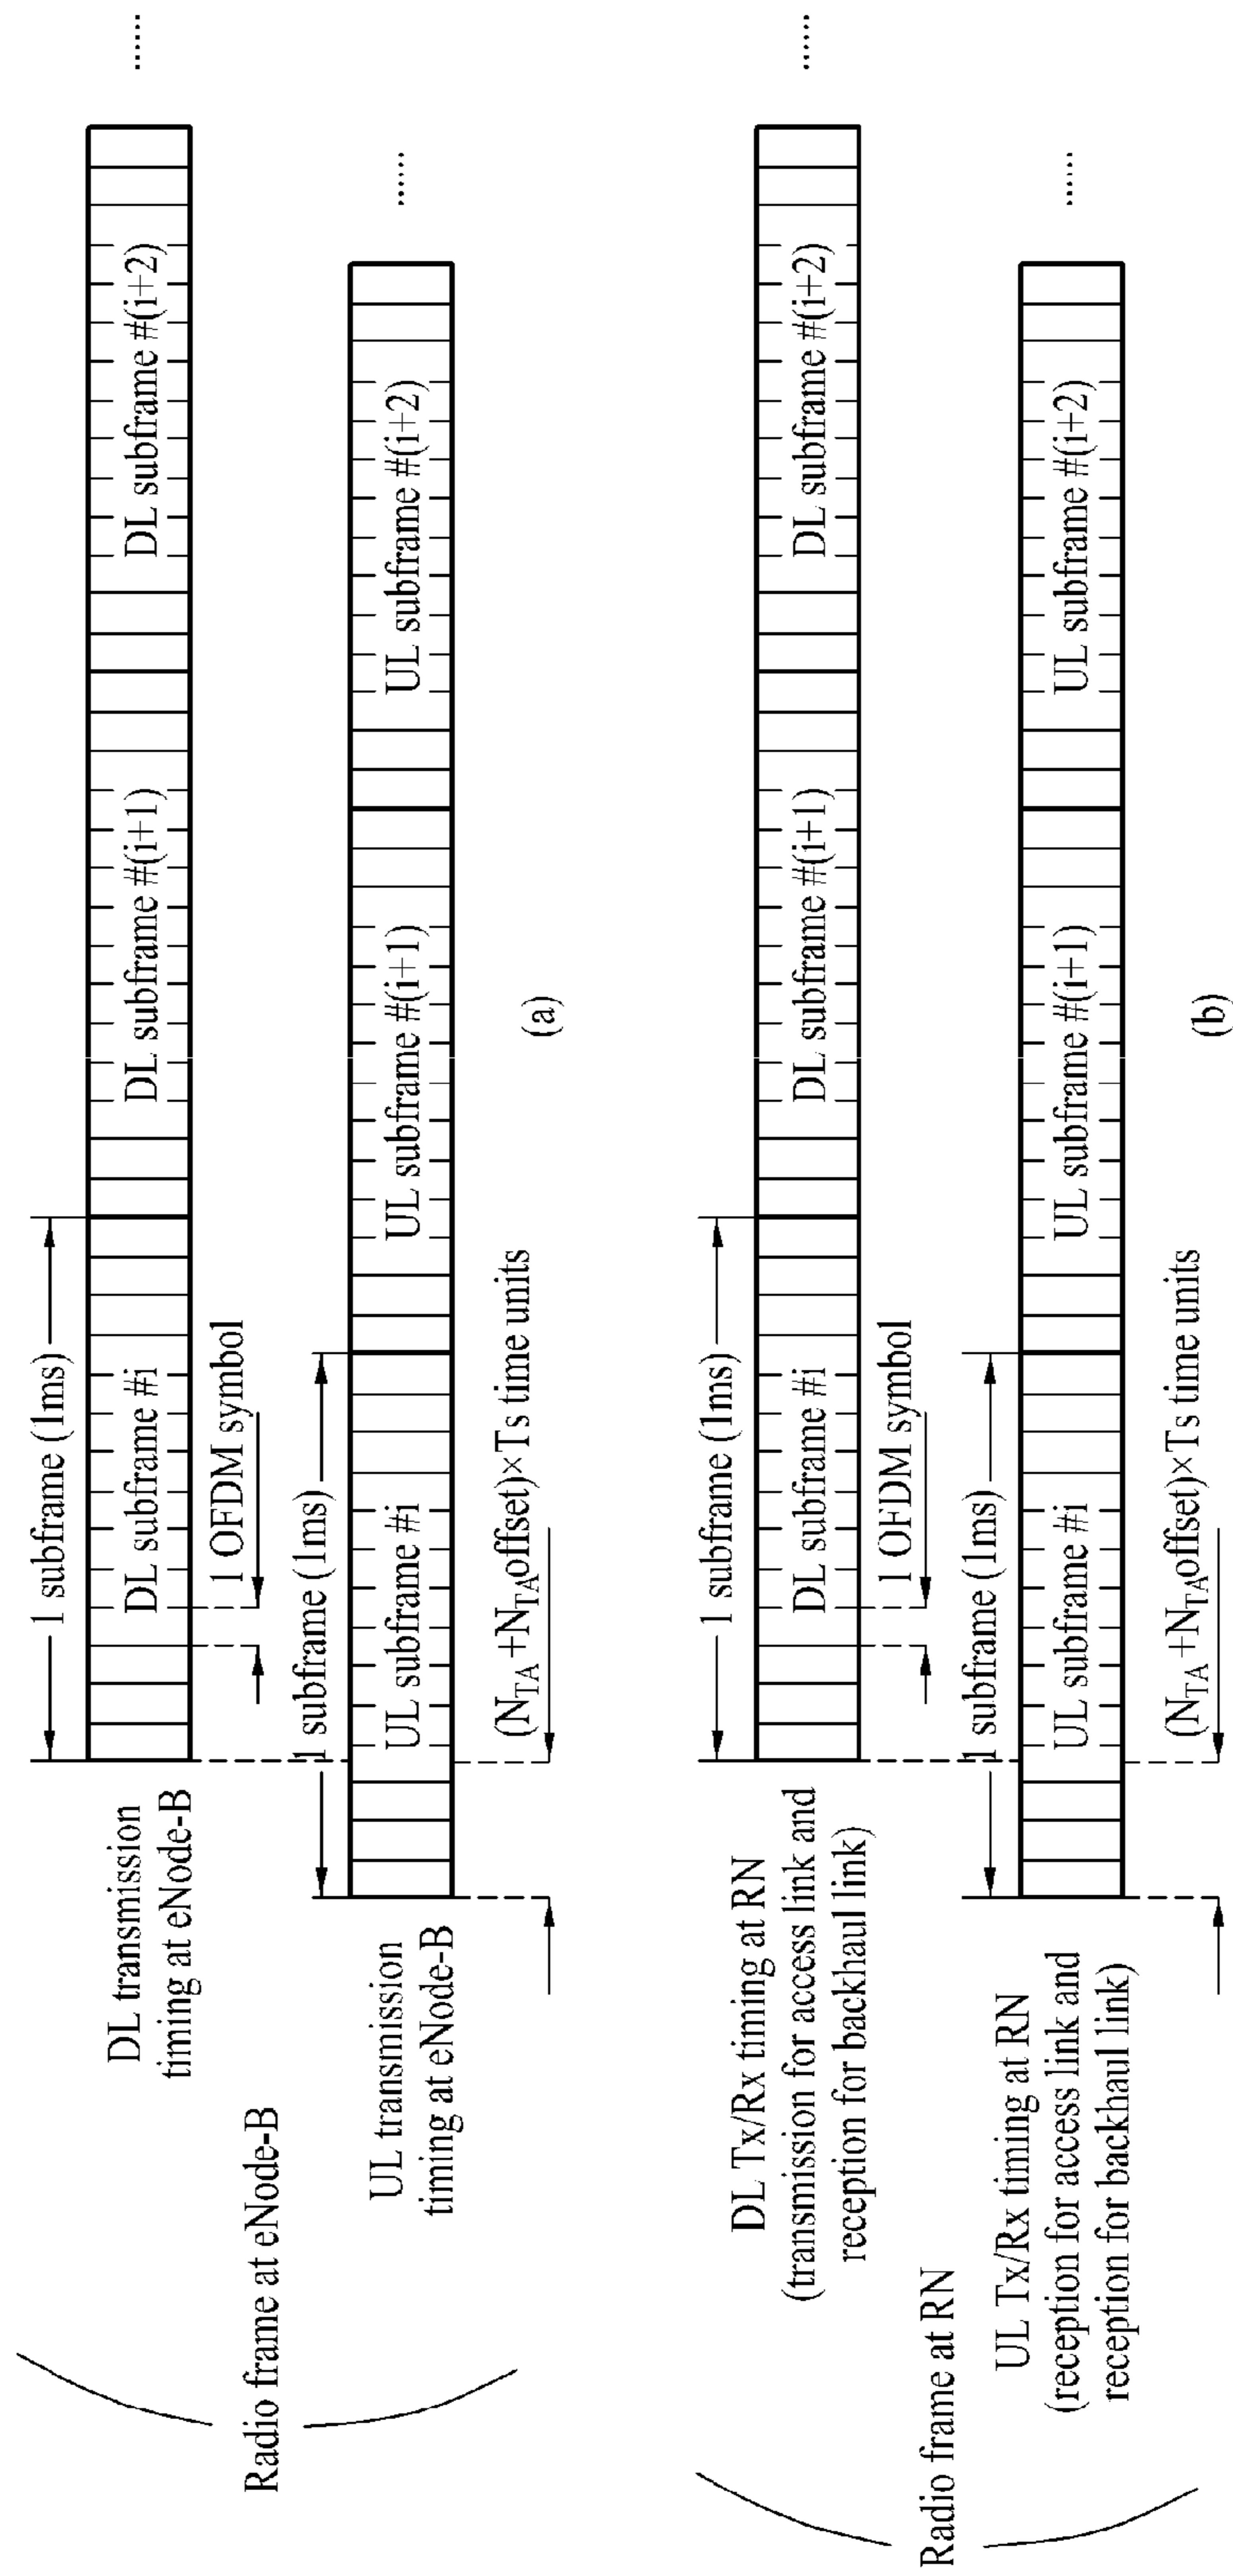 Radio frame at eNode-B
DL transmission
timing at eNode-B
1 subframe (1ms)
DL subframe #i
DL subframe #(i+1)
DL subframe #(i+2)
......
1 OFDM symbol
UL transmission
timing at eNode-B
1 subframe (1ms)
UL subframe #i
UL subframe #(i+1)
UL subframe #(i+2)
......
(NTA+NTAoffset)×Ts time units
(a)
Radio frame at RN
DL Tx/Rx timing at RN
(transmission for access link and
reception for backhaul link)
1 subframe (1ms)
DL subframe #i
DL subframe #(i+1)
DL subframe #(i+2)
......
1 OFDM symbol
UL Tx/Rx timing at RN
(reception for access link and
reception for backhaul link)
1 subframe (1ms)
UL subframe #i
UL subframe #(i+1)
UL subframe #(i+2)
......
(NTA+NTAoffset)×Ts time units
(b)